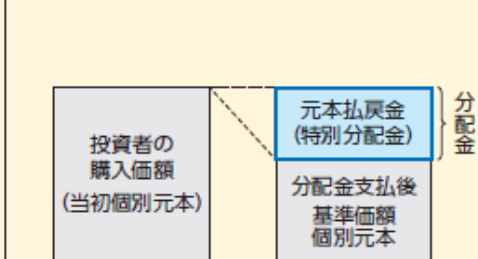 投資者の
購入価額
(当初個別元本)
元本払戻金
(特別分配金)
分配金
分配金支払後
基準価額
個別元本